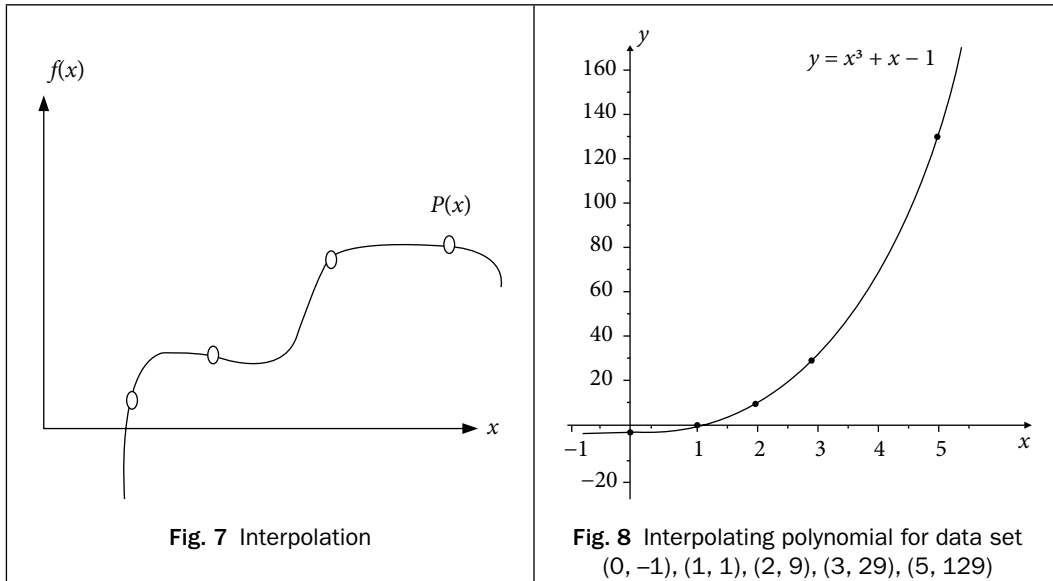 f(x)
P(x)
x
Fig. 7 Interpolation
y
y = x³ + x − 1
160
140
130
100
80
60
40
20
−1
1
2
3
4
5
x
−20
Fig. 8 Interpolating polynomial for data set
(0, −1), (1, 1), (2, 9), (3, 29), (5, 129)